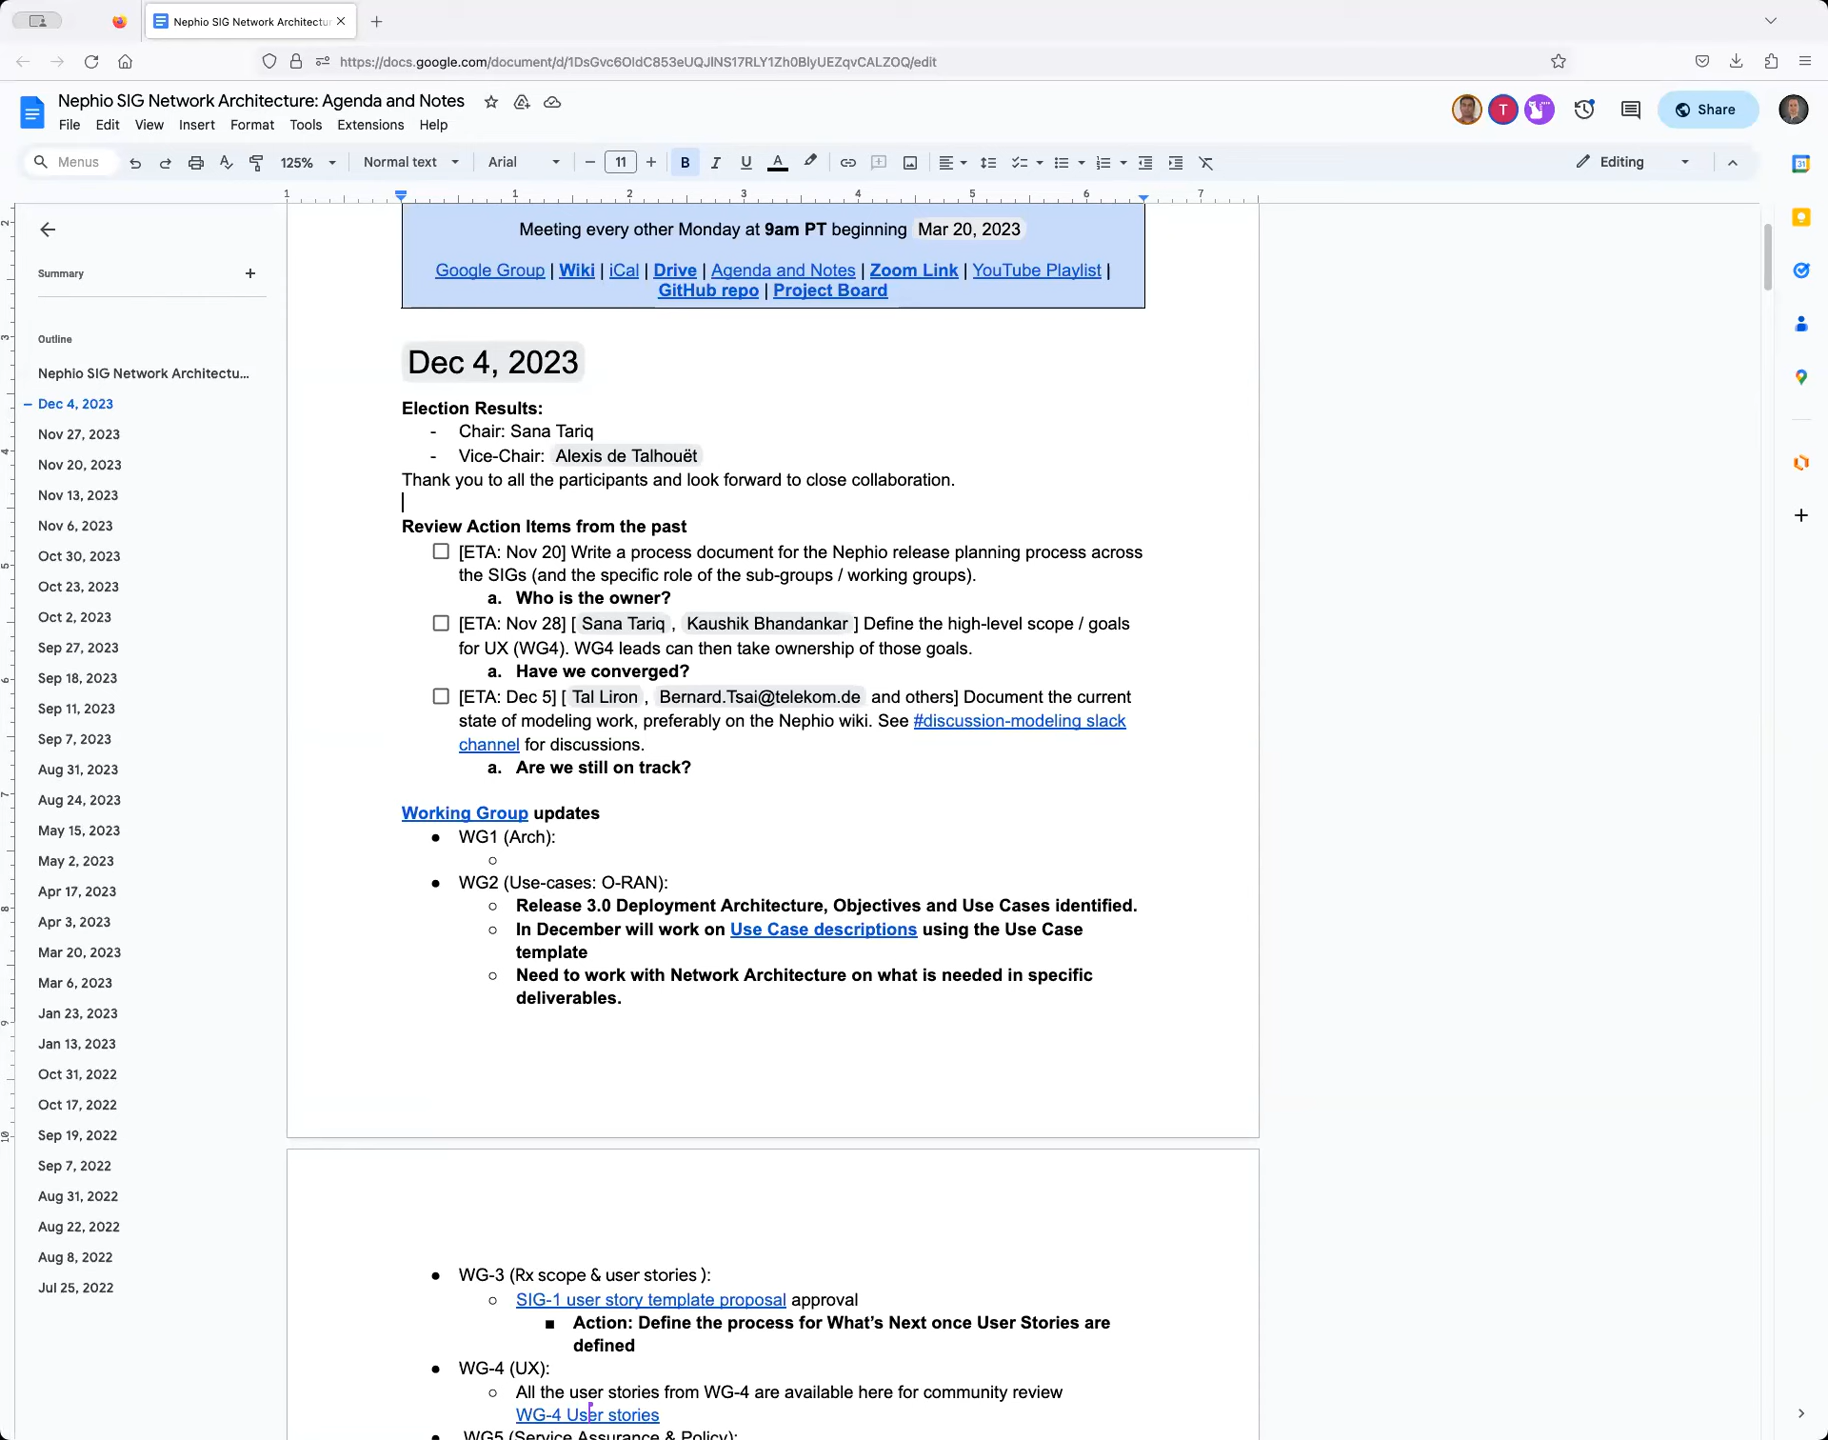 Nephio SIG Network Architectur
https://docs.google.com/document/d/1DsGvc6OldC853eUQJlNS17RLY1Zh0BlyUEZqvCALZOQ/edit
Nephio SIG Network Architecture: Agenda and Notes
File Edit View Insert Format Tools Extensions Help
T
Share
Menus 125% Normal text Arial 11 B I U A Editing
1 1 2 3 4 5 6 7
Summary
Outline
Nephio SIG Network Architectu...
Dec 4, 2023
Nov 27, 2023
Nov 20, 2023
Nov 13, 2023
Nov 6, 2023
Oct 30, 2023
Oct 23, 2023
Oct 2, 2023
Sep 27, 2023
Sep 18, 2023
Sep 11, 2023
Sep 7, 2023
Aug 31, 2023
Aug 24, 2023
May 15, 2023
May 2, 2023
Apr 17, 2023
Apr 3, 2023
Mar 20, 2023
Mar 6, 2023
Jan 23, 2023
Jan 13, 2023
Oct 31, 2022
Oct 17, 2022
Sep 19, 2022
Sep 7, 2022
Aug 31, 2022
Aug 22, 2022
Aug 8, 2022
Jul 25, 2022
Meeting every other Monday at 9am PT beginning Mar 20, 2023
Google Group | Wiki | iCal | Drive | Agenda and Notes | Zoom Link | YouTube Playlist |
GitHub repo | Project Board
Dec 4, 2023
Election Results:
- Chair: Sana Tariq
- Vice-Chair: Alexis de Talhouët
Thank you to all the participants and look forward to close collaboration.
Review Action Items from the past
[ETA: Nov 20] Write a process document for the Nephio release planning process across
the SIGs (and the specific role of the sub-groups / working groups).
a. Who is the owner?
[ETA: Nov 28] [ Sana Tariq , Kaushik Bhandankar ] Define the high-level scope / goals
for UX (WG4). WG4 leads can then take ownership of those goals.
a. Have we converged?
[ETA: Dec 5] [ Tal Liron , Bernard.Tsai@telekom.de and others] Document the current
state of modeling work, preferably on the Nephio wiki. See #discussion-modeling slack
channel for discussions.
a. Are we still on track?
Working Group updates
● WG1 (Arch):
○
● WG2 (Use-cases: O-RAN):
○ Release 3.0 Deployment Architecture, Objectives and Use Cases identified.
○ In December will work on Use Case descriptions using the Use Case
template
○ Need to work with Network Architecture on what is needed in specific
deliverables.
● WG-3 (Rx scope & user stories ):
○ SIG-1 user story template proposal approval
■ Action: Define the process for What's Next once User Stories are
defined
● WG-4 (UX):
○ All the user stories from WG-4 are available here for community review
WG-4 User stories
● WG5 (Service Assurance & Policy):